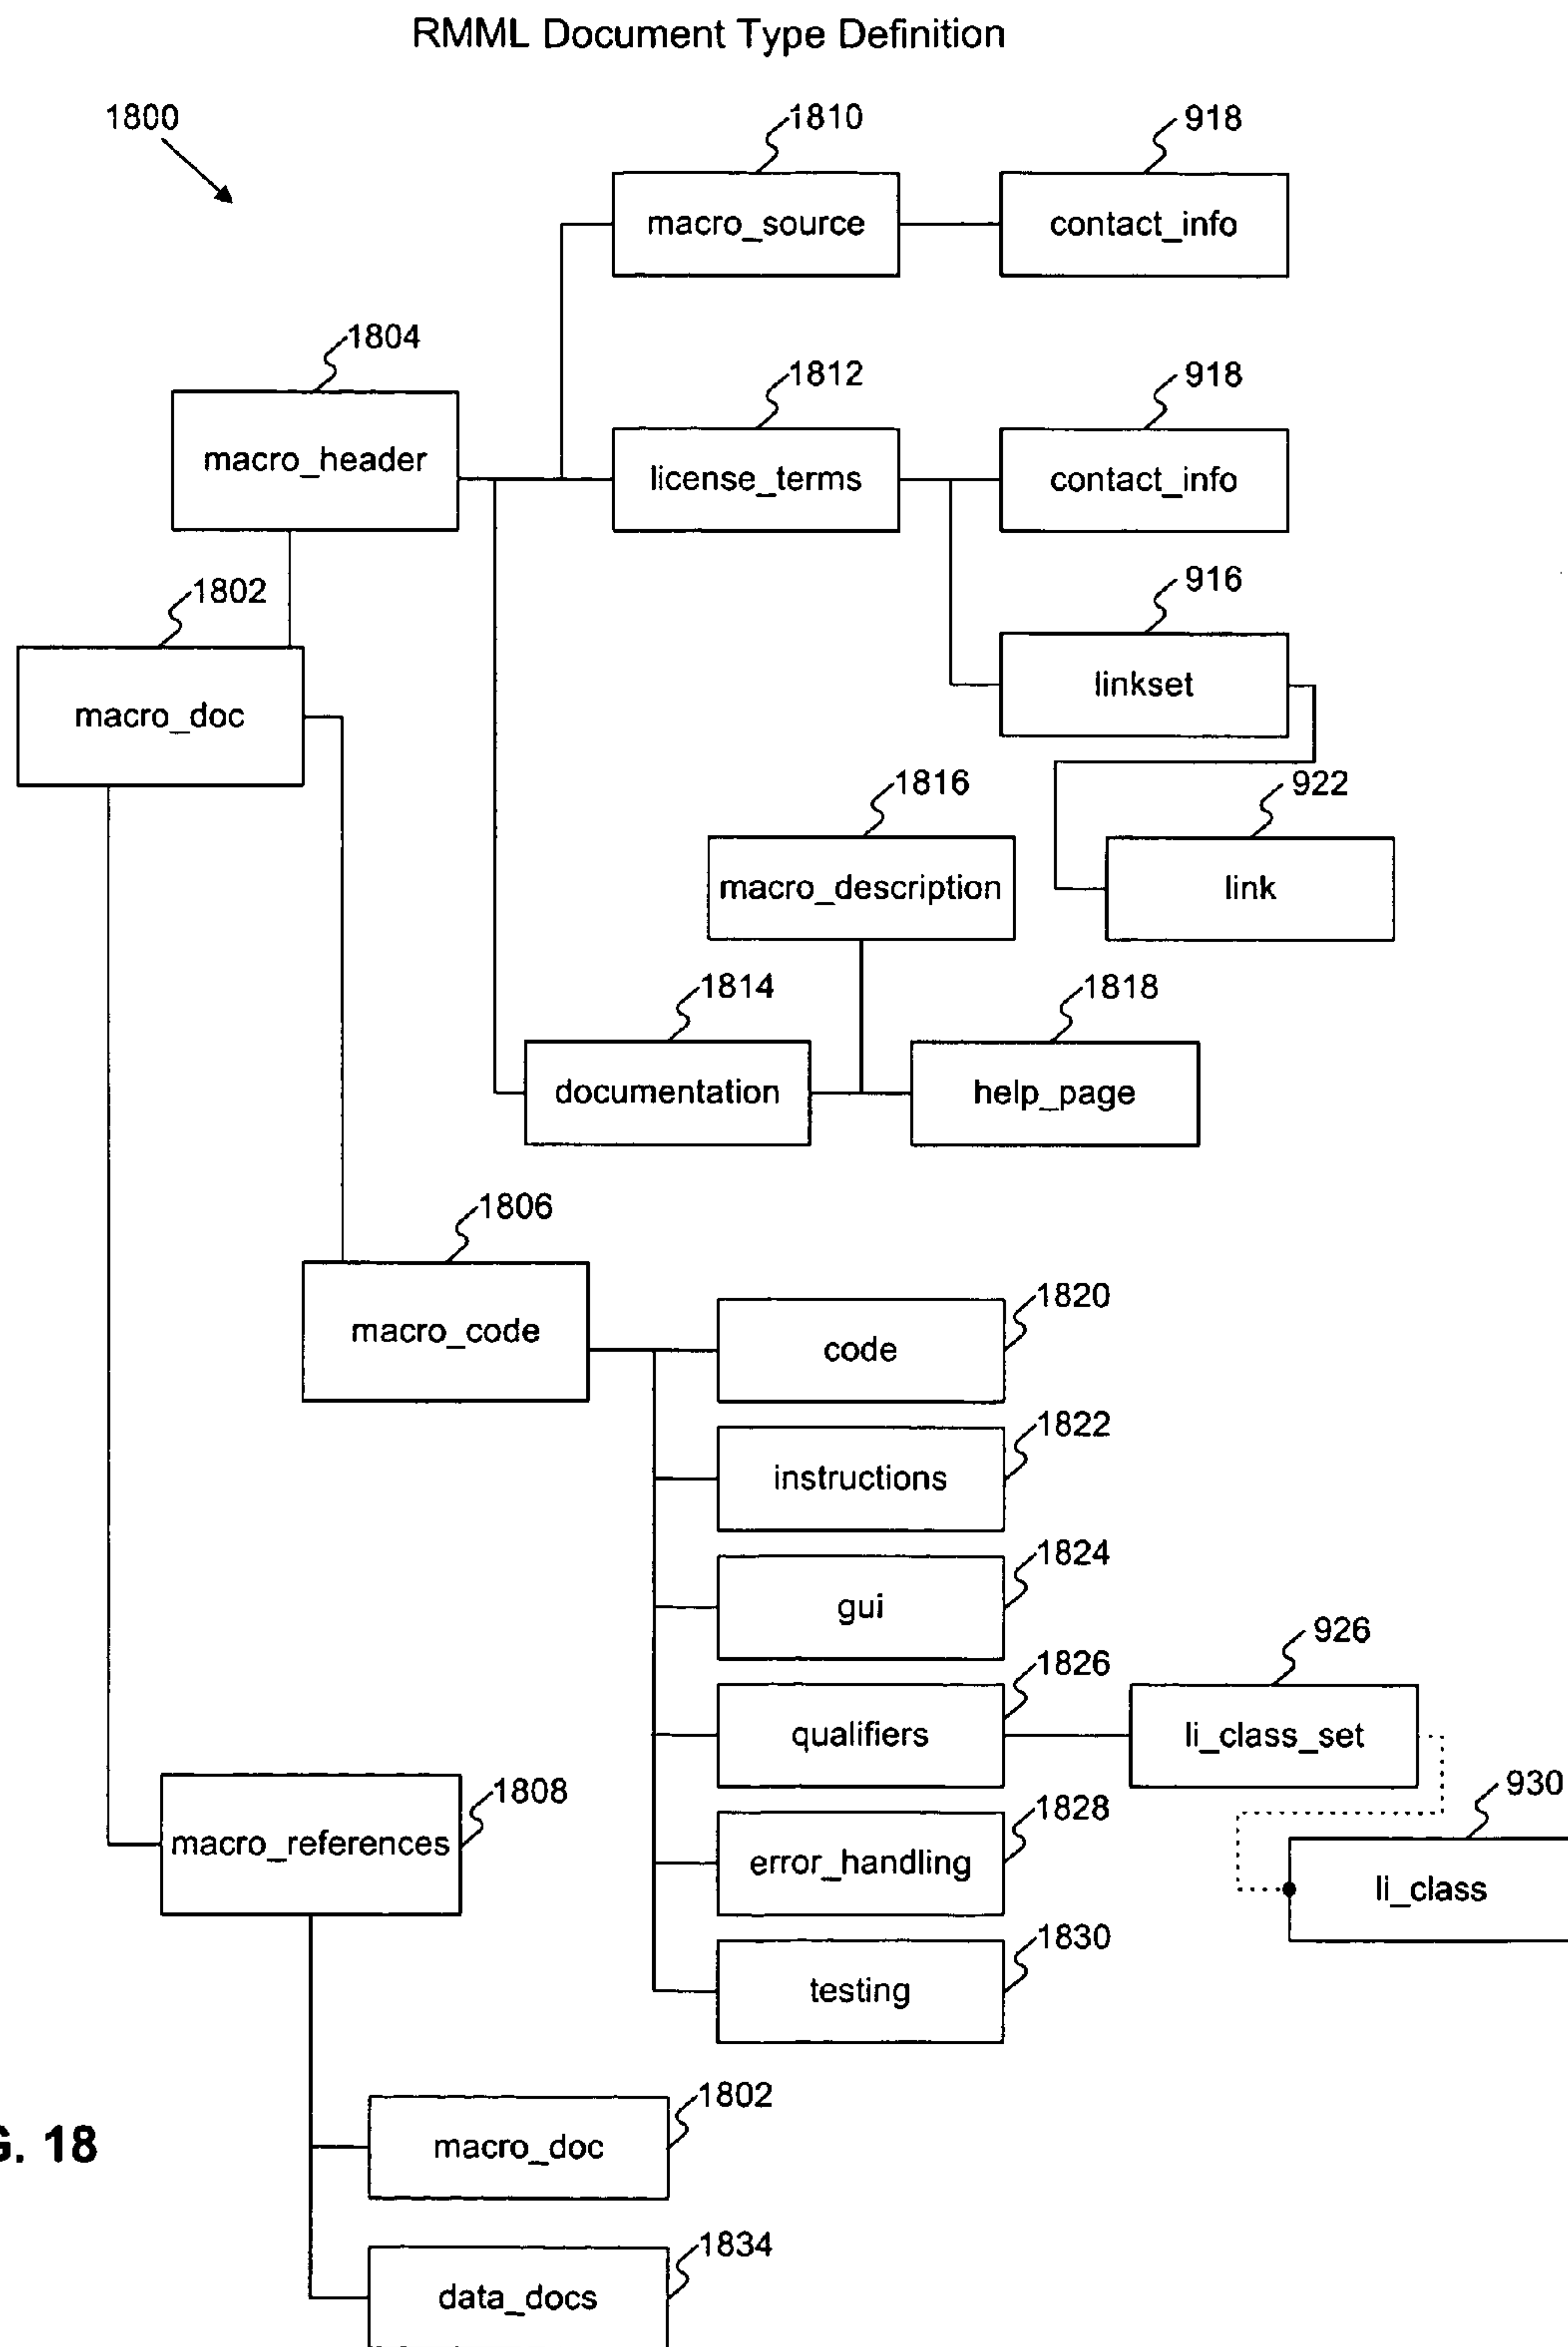 RMML Document Type Definition
1800
1810
918
macro_source
contact_info
1804
1812
918
macro_header
license_terms
contact_info
1802
916
macro_doc
linkset
1816
922
macro_description
link
1814
1818
documentation
help_page
1806
1820
macro_code
code
1822
instructions
1824
gui
926
1826
qualifiers
li_class_set
1808
1828
930
macro_references
error_handling
li_class
1830
testing
1802
macro_doc
G. 18
1834
data_docs